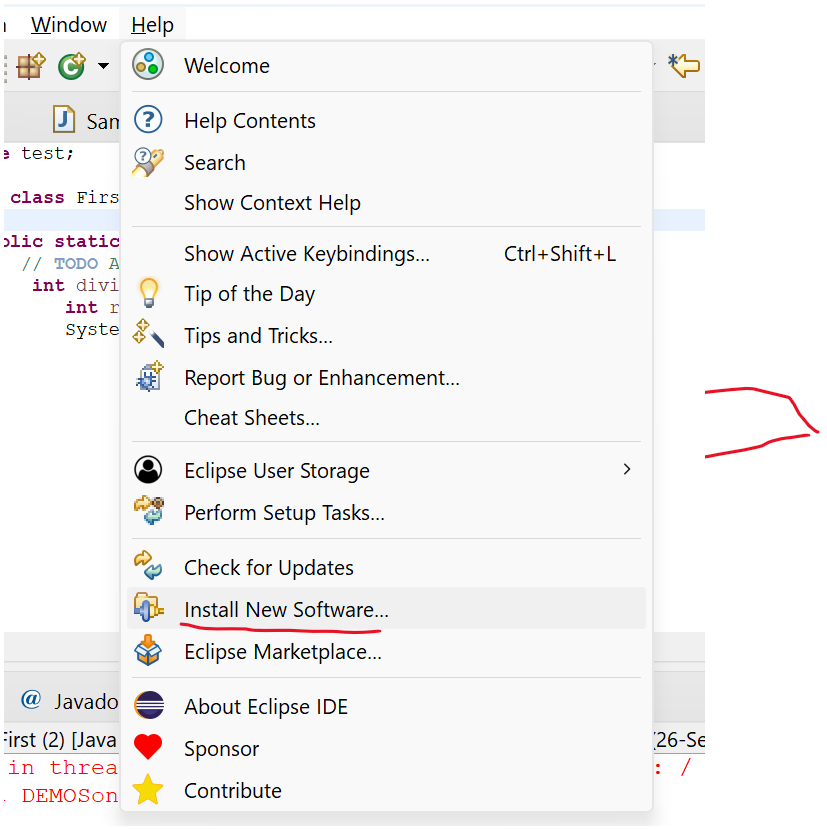 Window Help
Welcome
Sam
Help Contents
e test;
Search
class Firs
Show Context Help
blic static
Show Active Keybindings... Ctrl+Shift+L
// TODO A
int divi
Tip of the Day
int r
Syste
Tips and Tricks...
Report Bug or Enhancement...
Cheat Sheets...
Eclipse User Storage
Perform Setup Tasks...
Check for Updates
Install New Software...
Eclipse Marketplace...
@ Javado
About Eclipse IDE
First (2) [Java (26-Se
Sponsor
in threa : /
DEMOSon
Contribute